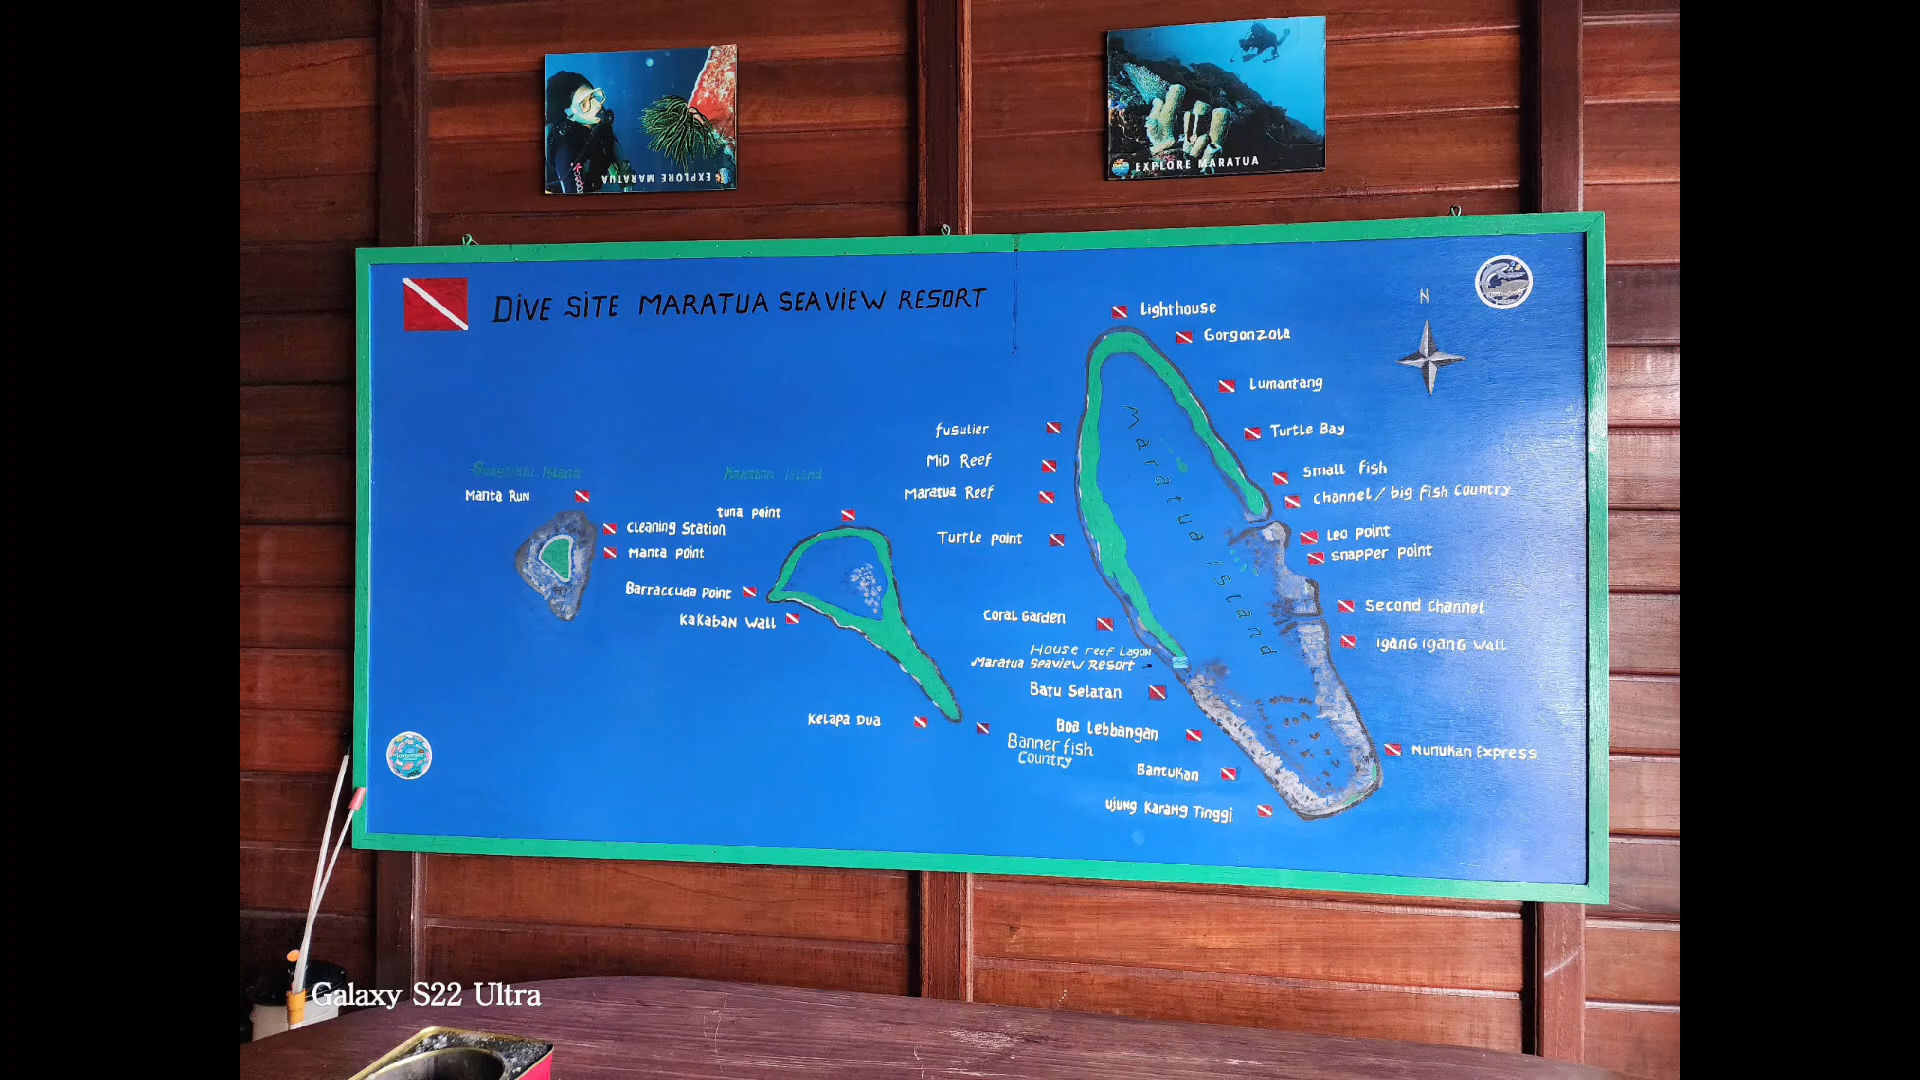 EXPLORE MARATUA
EXPLORE MARATUA
DIVE SITE MARATUA SEAVIEW RESORT
N
Lighthouse
Gorgonzola
Lumantang
Turtle Bay
Small fish
Channel / big fish Country
Leo point
Snapper point
Second Channel
Igang Igang Wall
Nunukan Express
fusulier
Mid Reef
Maratua Reef
Turtle point
Coral Garden
House reef Lagon
Maratua Seaview Resort
Batu Selatan
Boa Lebbangan
Bantukan
Ujung Karang Tinggi
Maratua Island
Kakaban Island
tuna point
Barraccuda Point
Kakaban Wall
Kelapa Dua
Banner fish
Country
Island
Manta Run
Cleaning Station
Manta Point
Galaxy S22 Ultra